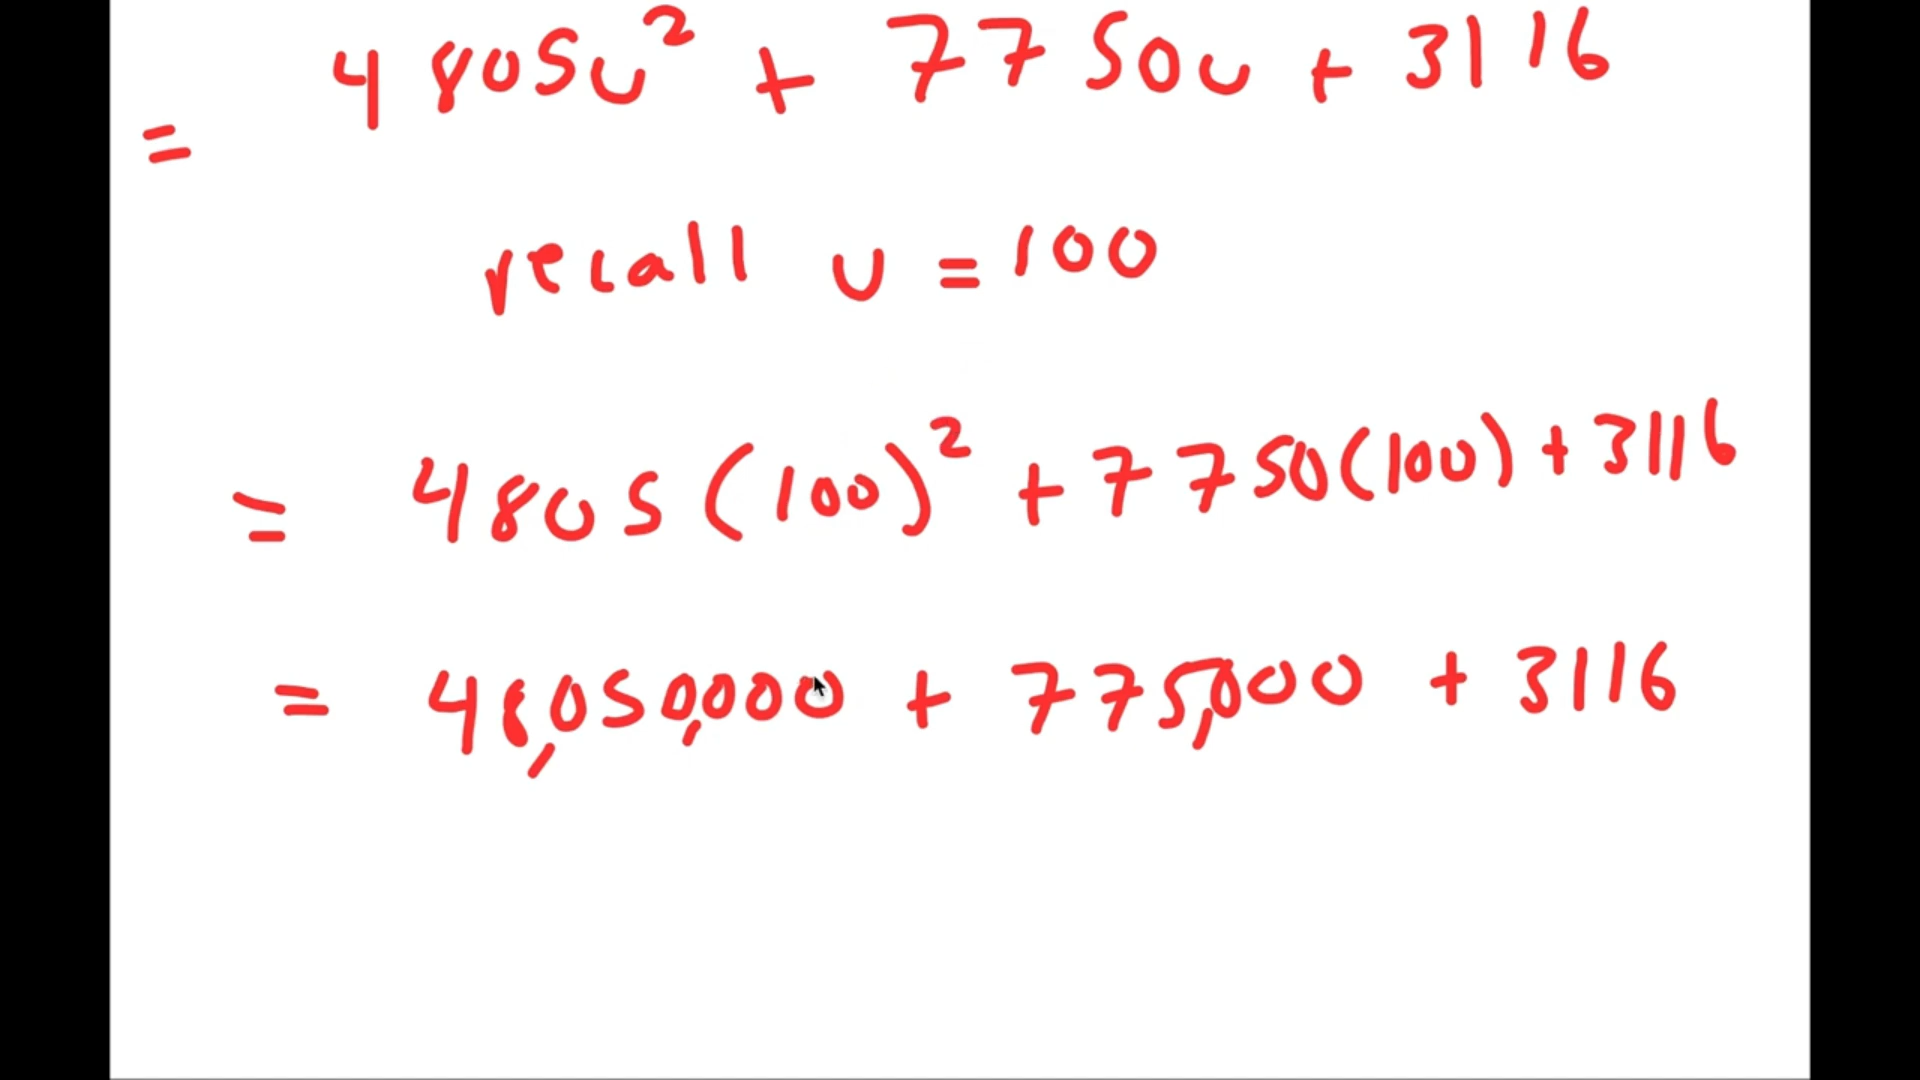 = 4805u² + 7750u + 3116
recall u = 100
= 4805(100)² + 7750(100) + 3116
= 48,050,000 + 775,000 + 3116